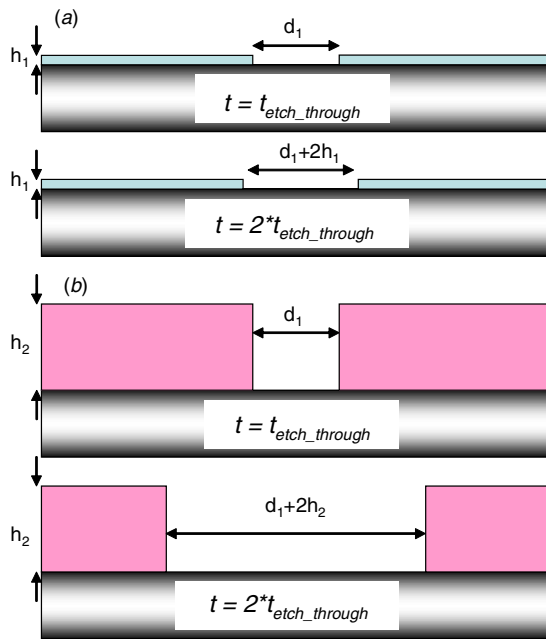 (a)
d1
h1
t = tetch_through
d1+2h1
h1
t = 2*tetch_through
(b)
d1
h2
t = tetch_through
d1+2h2
h2
t = 2*tetch_through